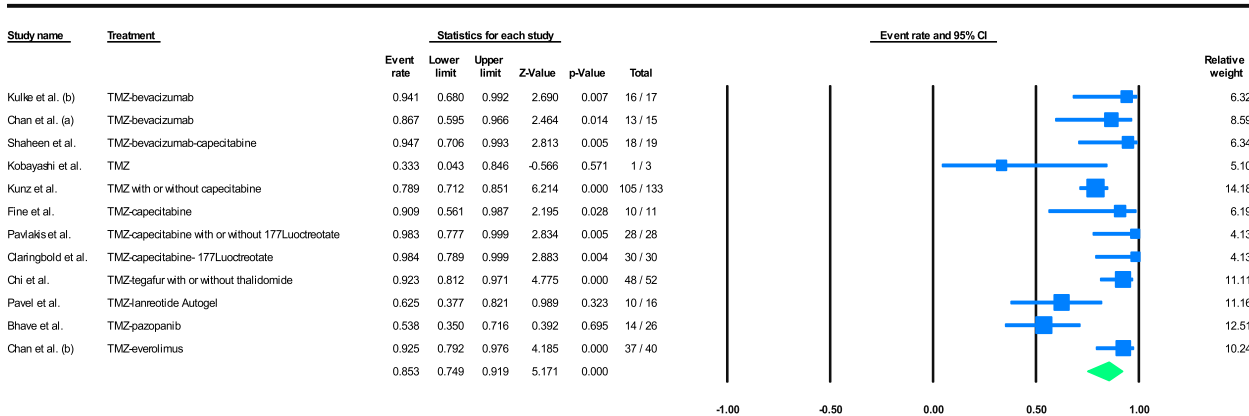 Study name Treatment Statistics for each study Event rate and 95% CI
Event rate Lower limit Upper limit Z-Value p-Value Total Relative weight
Kulke et al. (b) TMZ-bevacizumab 0.941 0.680 0.992 2.690 0.007 16 / 17 6.32
Chan et al. (a) TMZ-bevacizumab 0.867 0.595 0.966 2.464 0.014 13 / 15 8.59
Shaheen et al. TMZ-bevacizumab-capecitabine 0.947 0.706 0.993 2.813 0.005 18 / 19 6.34
Kobayashi et al. TMZ 0.333 0.043 0.846 -0.566 0.571 1 / 3 5.10
Kunz et al. TMZ with or without capecitabine 0.789 0.712 0.851 6.214 0.000 105 / 133 14.18
Fine et al. TMZ-capecitabine 0.909 0.561 0.987 2.195 0.028 10 / 11 6.19
Pavlakis et al. TMZ-capecitabine with or without 177Luoctreotate 0.983 0.777 0.999 2.834 0.005 28 / 28 4.13
Claringbold et al. TMZ-capecitabine- 177Luoctreotate 0.984 0.789 0.999 2.883 0.004 30 / 30 4.13
Chi et al. TMZ-tegafur with or without thalidomide 0.923 0.812 0.971 4.775 0.000 48 / 52 11.11
Pavel et al. TMZ-lanreotide Autogel 0.625 0.377 0.821 0.989 0.323 10 / 16 11.16
Bhave et al. TMZ-pazopanib 0.538 0.350 0.716 0.392 0.695 14 / 26 12.51
Chan et al. (b) TMZ-everolimus 0.925 0.792 0.976 4.185 0.000 37 / 40 10.24
0.853 0.749 0.919 5.171 0.000
-1.00 -0.50 0.00 0.50 1.00